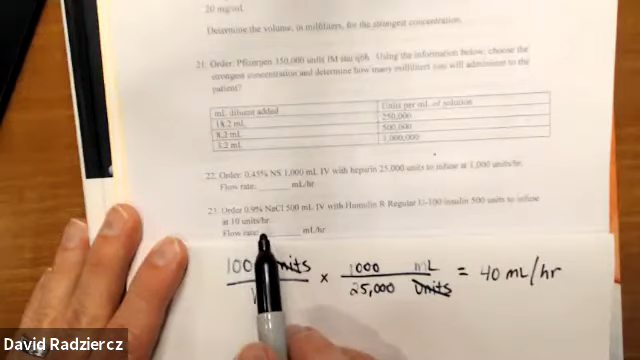 20 mg/mL
Determine the volume, in milliliters, for the strongest concentration.
21. Order: Pfizerpen 150,000 units IM stat q6h. Using the information below, choose the
strongest concentration and determine how many milliliters you will administer to the
patient?
mL diluent added Units per mL of solution
18.2 mL 250,000
8.2 mL 500,000
3.2 mL 1,000,000
22. Order: 0.45% NS 1,000 mL IV with heparin 25,000 units to infuse at 1,000 units/hr.
Flow rate: ______ mL/hr
23. Order 0.9% NaCl 500 mL IV with Humulin R Regular U-100 insulin 500 units to infuse
at 10 units/hr.
Flow rate: ______ mL/hr
100 units x 1000 mL = 40 mL/hr
25,000 Units
David Radziercz